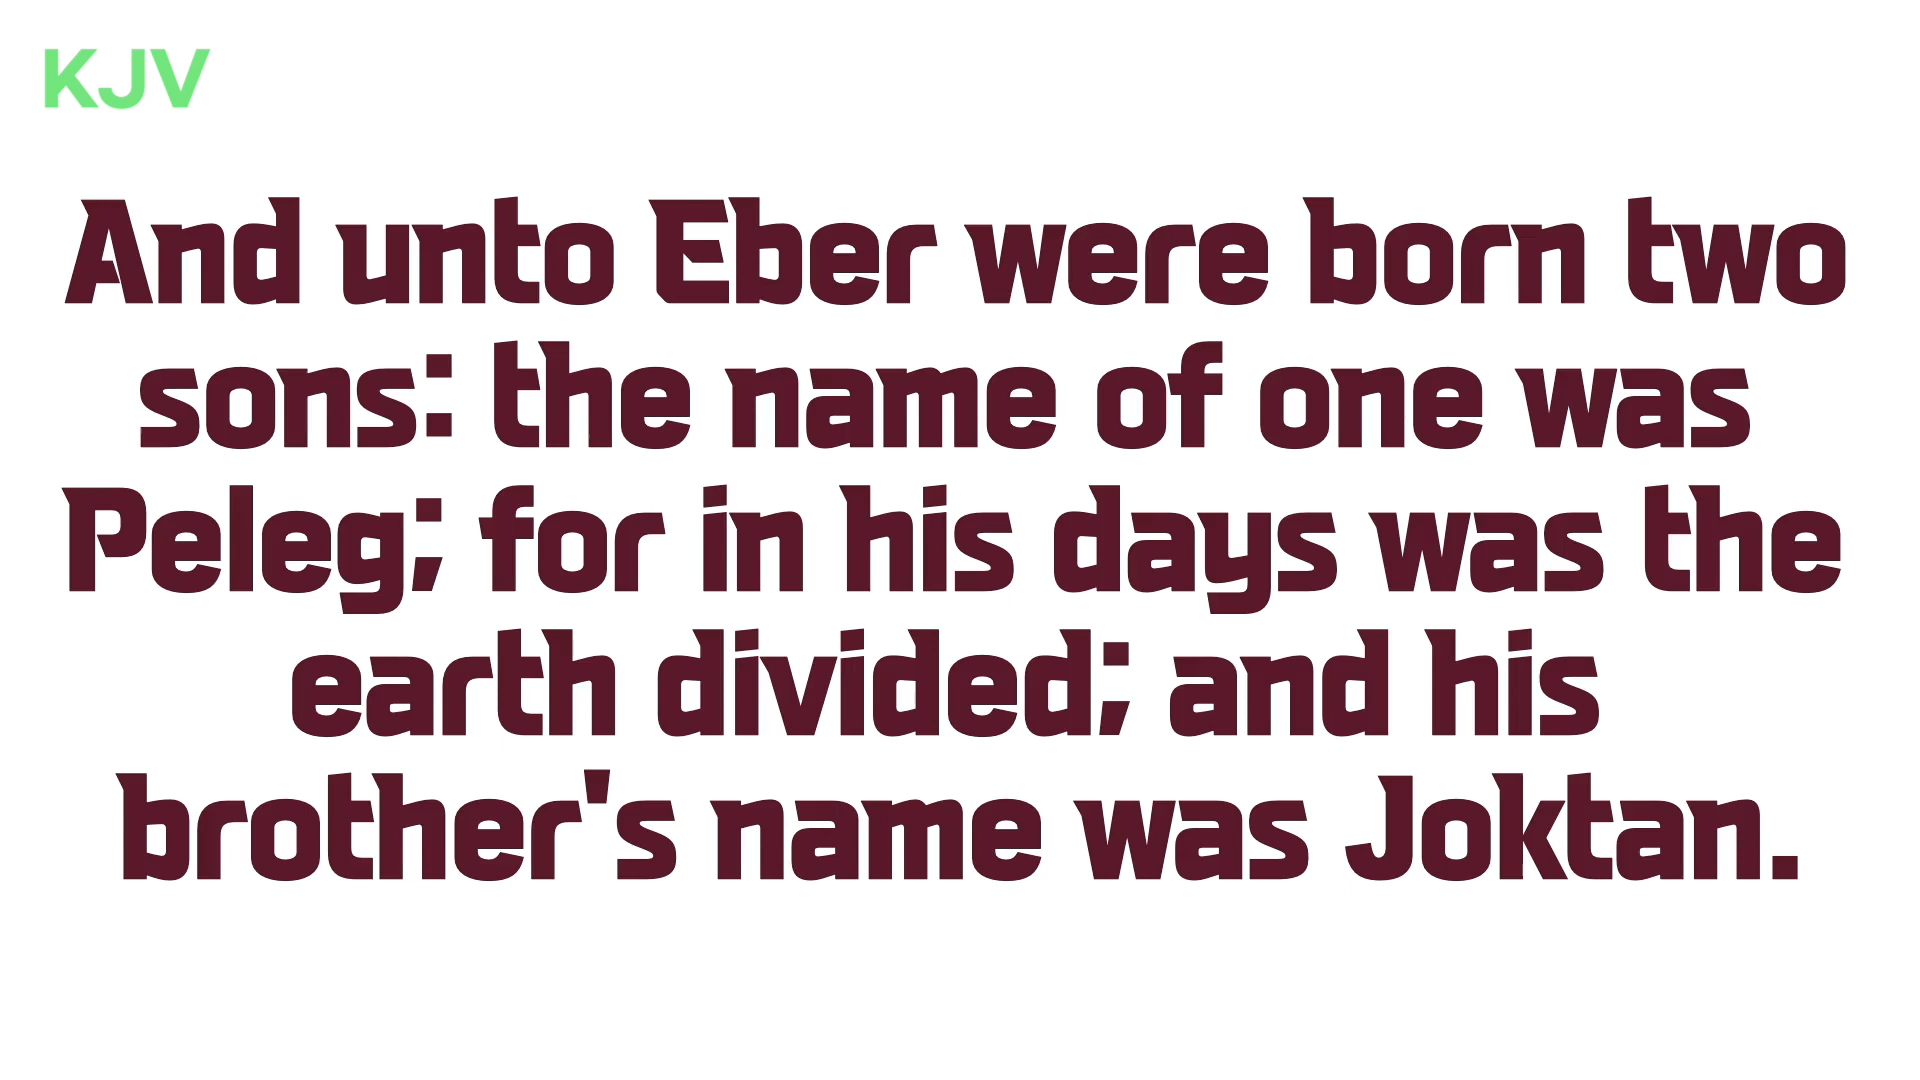 KJV
And unto Eber were born two
sons: the name of one was
Peleg; for in his days was the
earth divided; and his
brother's name was Joktan.